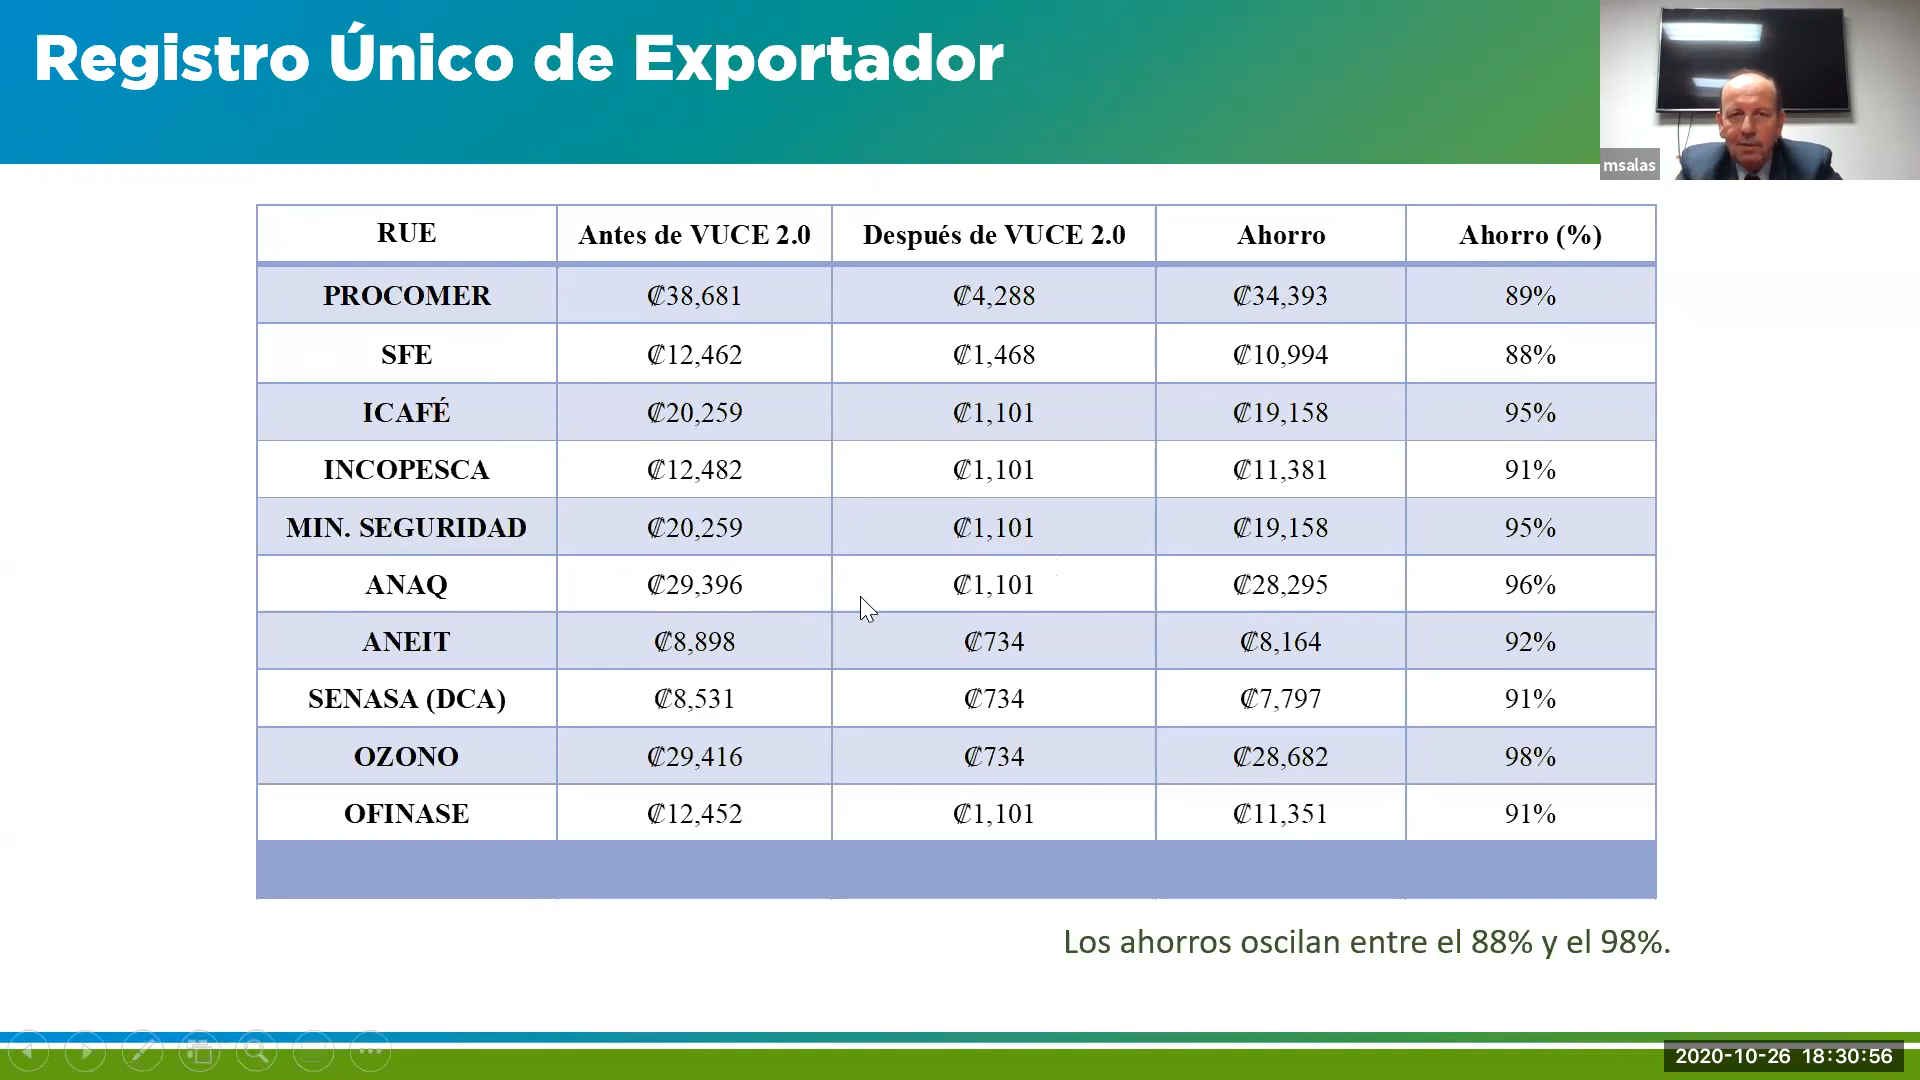 Registro Único de Exportador
msalas
RUE Antes de VUCE 2.0 Después de VUCE 2.0 Ahorro Ahorro (%)
PROCOMER ₡38,681 ₡4,288 ₡34,393 89%
SFE ₡12,462 ₡1,468 ₡10,994 88%
ICAFÉ ₡20,259 ₡1,101 ₡19,158 95%
INCOPESCA ₡12,482 ₡1,101 ₡11,381 91%
MIN. SEGURIDAD ₡20,259 ₡1,101 ₡19,158 95%
ANAQ ₡29,396 ₡1,101 ₡28,295 96%
ANEIT ₡8,898 ₡734 ₡8,164 92%
SENASA (DCA) ₡8,531 ₡734 ₡7,797 91%
OZONO ₡29,416 ₡734 ₡28,682 98%
OFINASE ₡12,452 ₡1,101 ₡11,351 91%
Los ahorros oscilan entre el 88% y el 98%.
2020-10-26 18:30:56